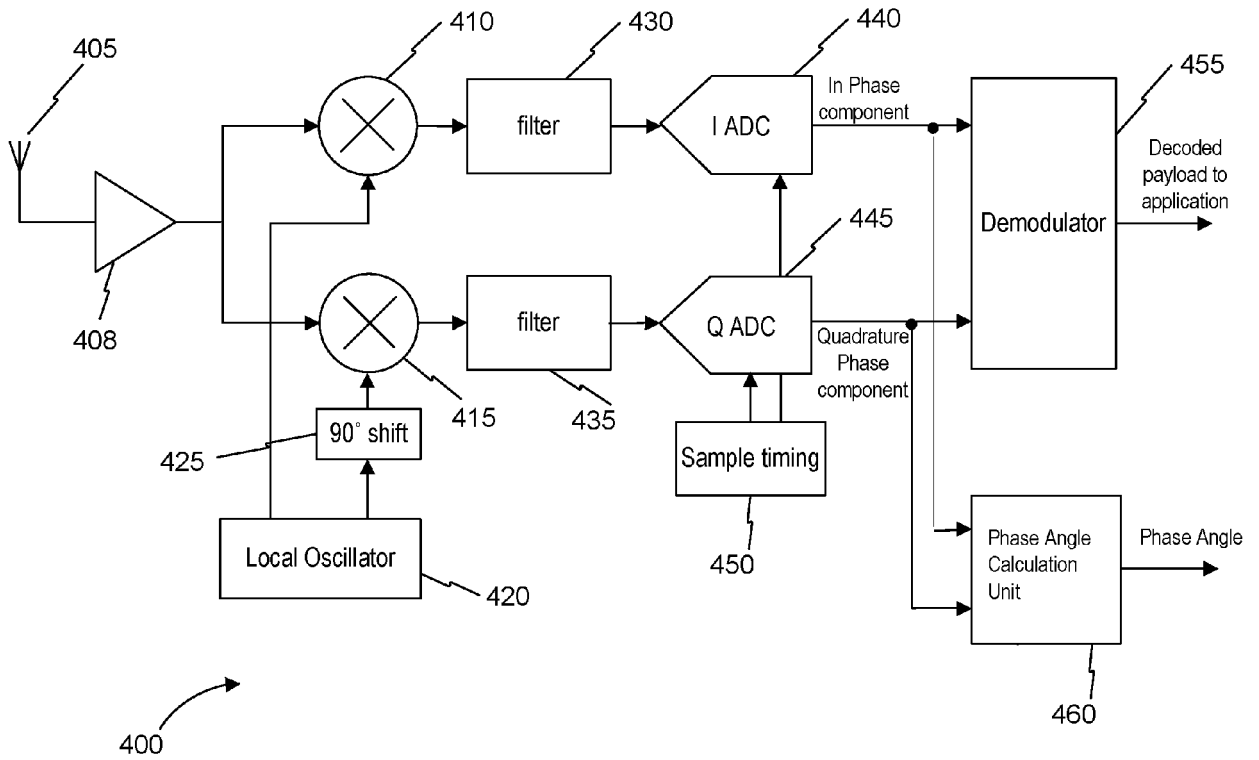 405
410
430
440
455
filter
I ADC
In Phase
component
Decoded
payload to
application
Demodulator
408
445
filter
Q ADC
Quadrature
Phase
component
415
435
90° shift
425
Sample timing
450
Local Oscillator
420
Phase Angle
Calculation
Unit
Phase Angle
460
400